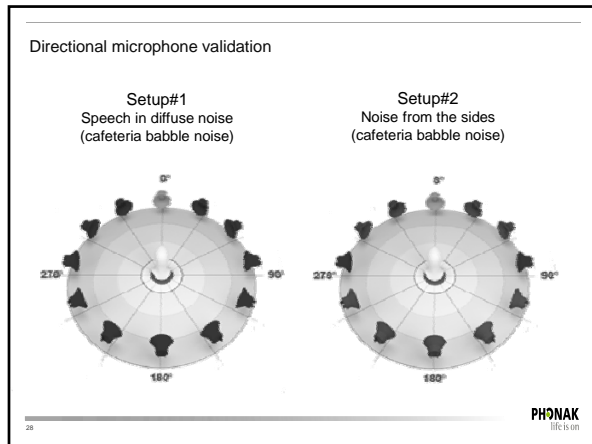 Directional microphone validation
Setup#1
Speech in diffuse noise
(cafeteria babble noise)
Setup#2
Noise from the sides
(cafeteria babble noise)
0°
270°
90°
180°
0°
270°
90°
180°
28
PHONAK
life is on